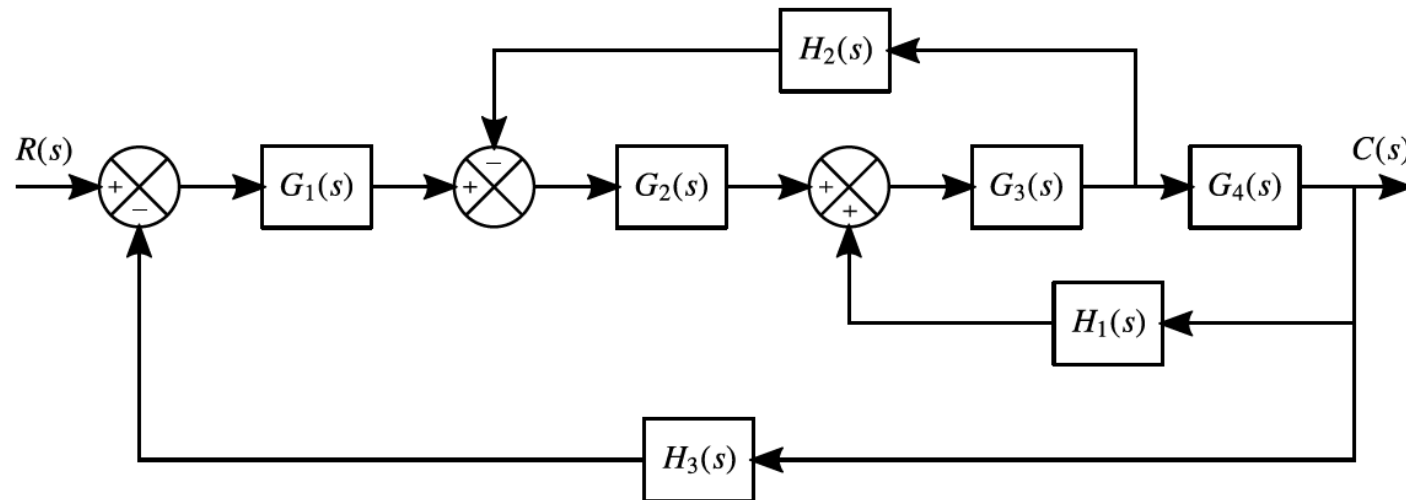 H₂(s)
R(s)
C(s)
+
−
G₁(s)
−
+
G₂(s)
+
+
G₃(s)
G₄(s)
H₁(s)
H₃(s)